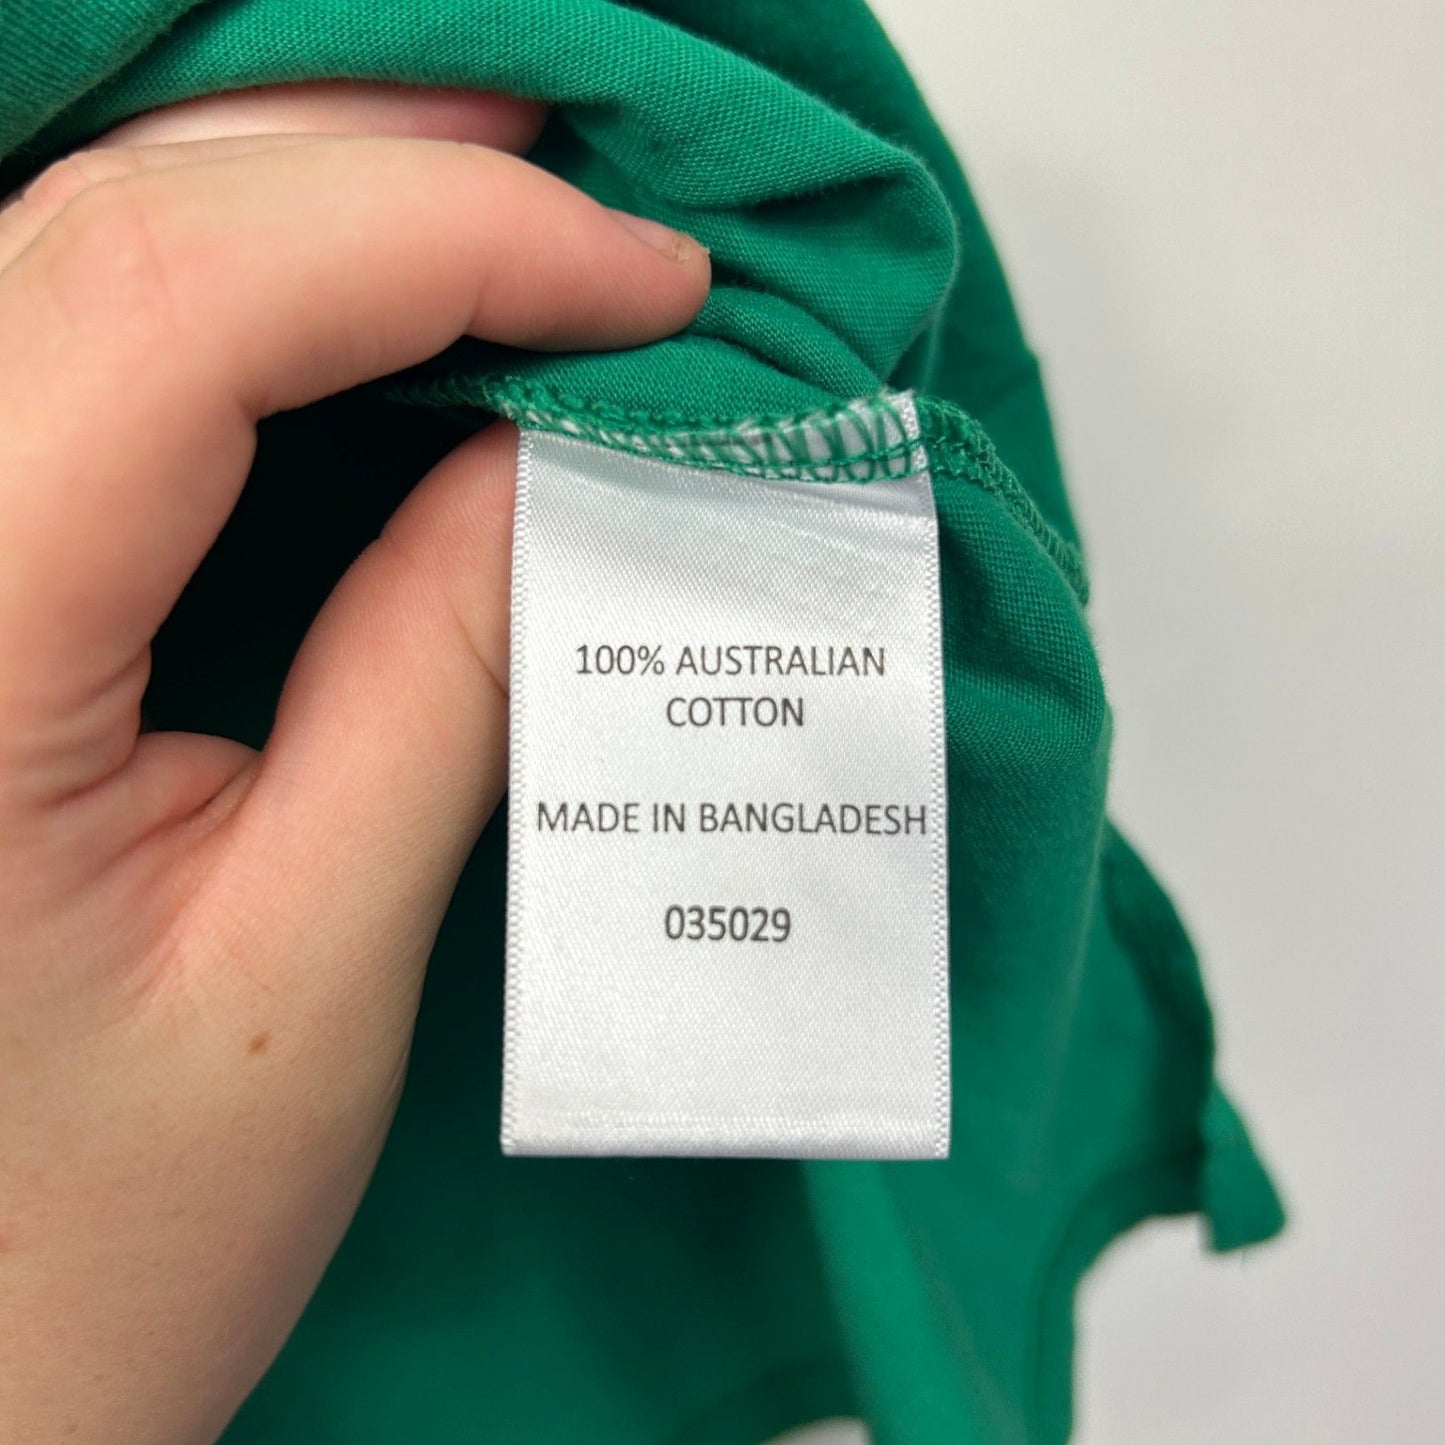 100% AUSTRALIAN
COTTON
MADE IN BANGLADESH
035029